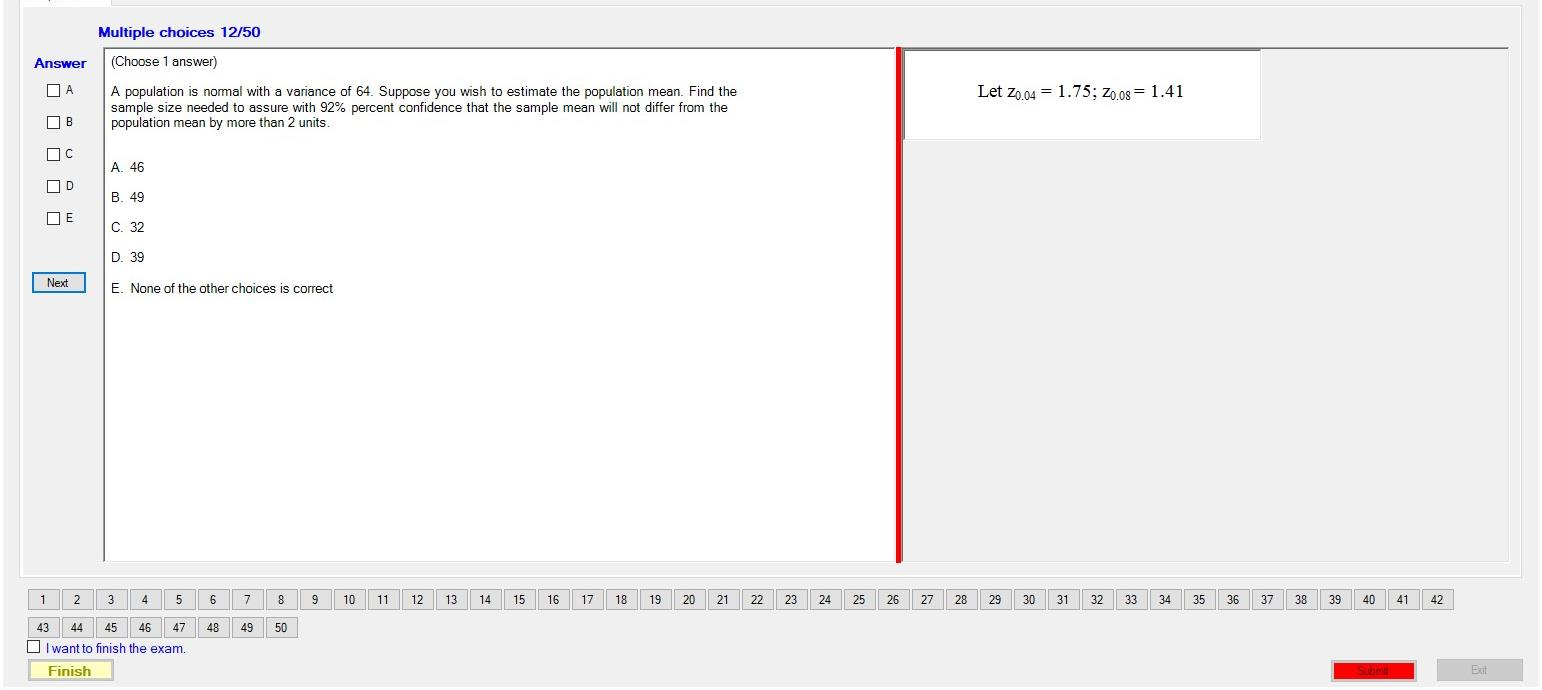 Multiple choices 12/50
Answer
A
B
C
D
E
Next
(Choose 1 answer)
A population is normal with a variance of 64. Suppose you wish to estimate the population mean. Find the
sample size needed to assure with 92% percent confidence that the sample mean will not differ from the
population mean by more than 2 units.
A. 46
B. 49
C. 32
D. 39
E. None of the other choices is correct
Let z0.04 = 1.75; z0.08 = 1.41
1 2 3 4 5 6 7 8 9 10 11 12 13 14 15 16 17 18 19 20 21 22 23 24 25 26 27 28 29 30 31 32 33 34 35 36 37 38 39 40 41 42
43 44 45 46 47 48 49 50
I want to finish the exam.
Finish
Submit
Exit